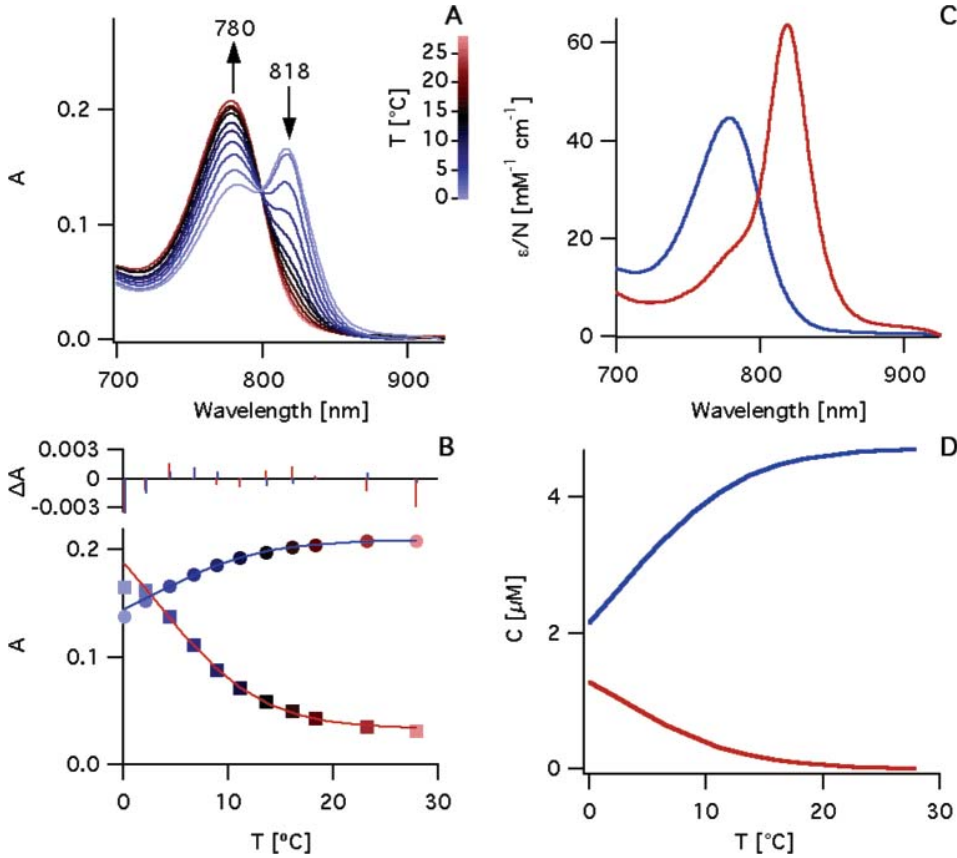 A
780
818
T [°C]
25
20
15
10
5
0
A
0.2
0.1
0.0
700
800
900
Wavelength [nm]
C
ε/N [mM⁻¹ cm⁻¹]
60
40
20
0
700
800
900
Wavelength [nm]
B
ΔA
0.003
0
-0.003
A
0.2
0.1
0.0
0
10
20
30
T [ºC]
D
C [μM]
4
2
0
0
10
20
30
T [°C]